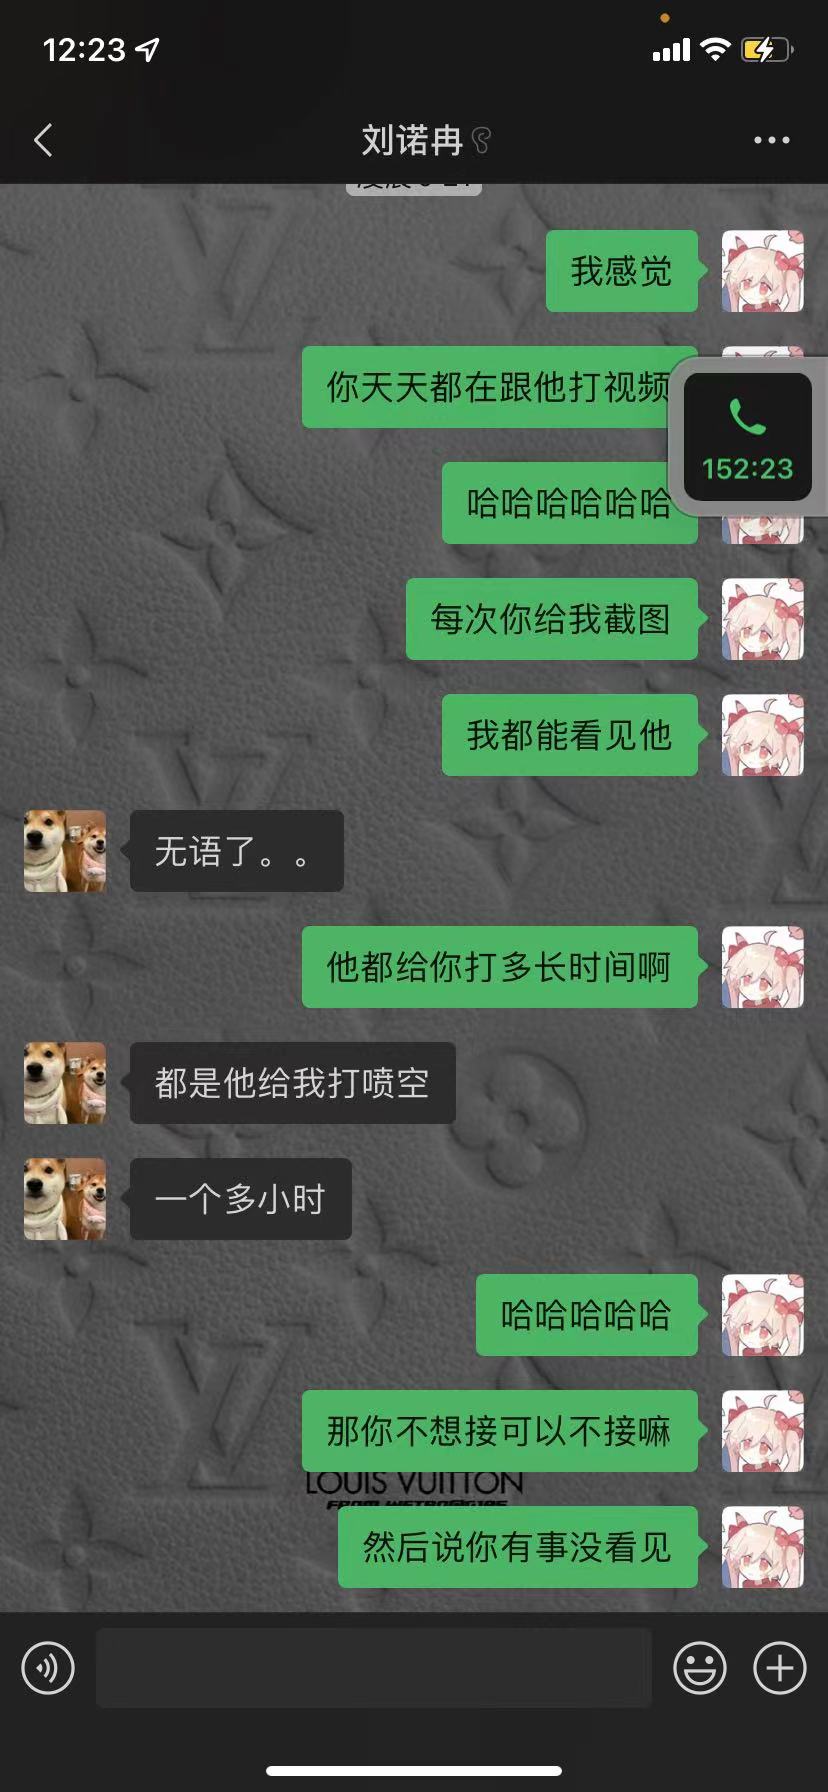 12:23
刘诺冉
我感觉
你天天都在跟他打视频
152:23
哈哈哈哈哈哈
每次你给我截图
我都能看见他
无语了。。
他都给你打多长时间啊
都是他给我打喷空
一个多小时
哈哈哈哈哈
那你不想接可以不接嘛
LOUIS VUITTON
然后说你有事没看见